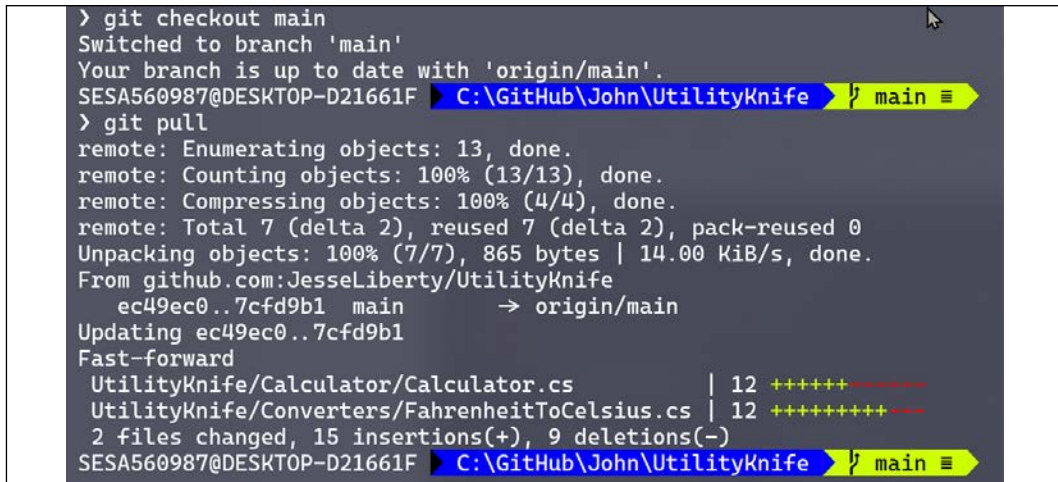 ❯ git checkout main
Switched to branch 'main'
Your branch is up to date with 'origin/main'.
SESA560987@DESKTOP-D21661F C:\GitHub\John\UtilityKnife main ≡
❯ git pull
remote: Enumerating objects: 13, done.
remote: Counting objects: 100% (13/13), done.
remote: Compressing objects: 100% (4/4), done.
remote: Total 7 (delta 2), reused 7 (delta 2), pack-reused 0
Unpacking objects: 100% (7/7), 865 bytes | 14.00 KiB/s, done.
From github.com:JesseLiberty/UtilityKnife
   ec49ec0..7cfd9b1  main       -> origin/main
Updating ec49ec0..7cfd9b1
Fast-forward
 UtilityKnife/Calculator/Calculator.cs            | 12 ++++++------
 UtilityKnife/Converters/FahrenheitToCelsius.cs | 12 +++++++++---
 2 files changed, 15 insertions(+), 9 deletions(-)
SESA560987@DESKTOP-D21661F C:\GitHub\John\UtilityKnife main ≡